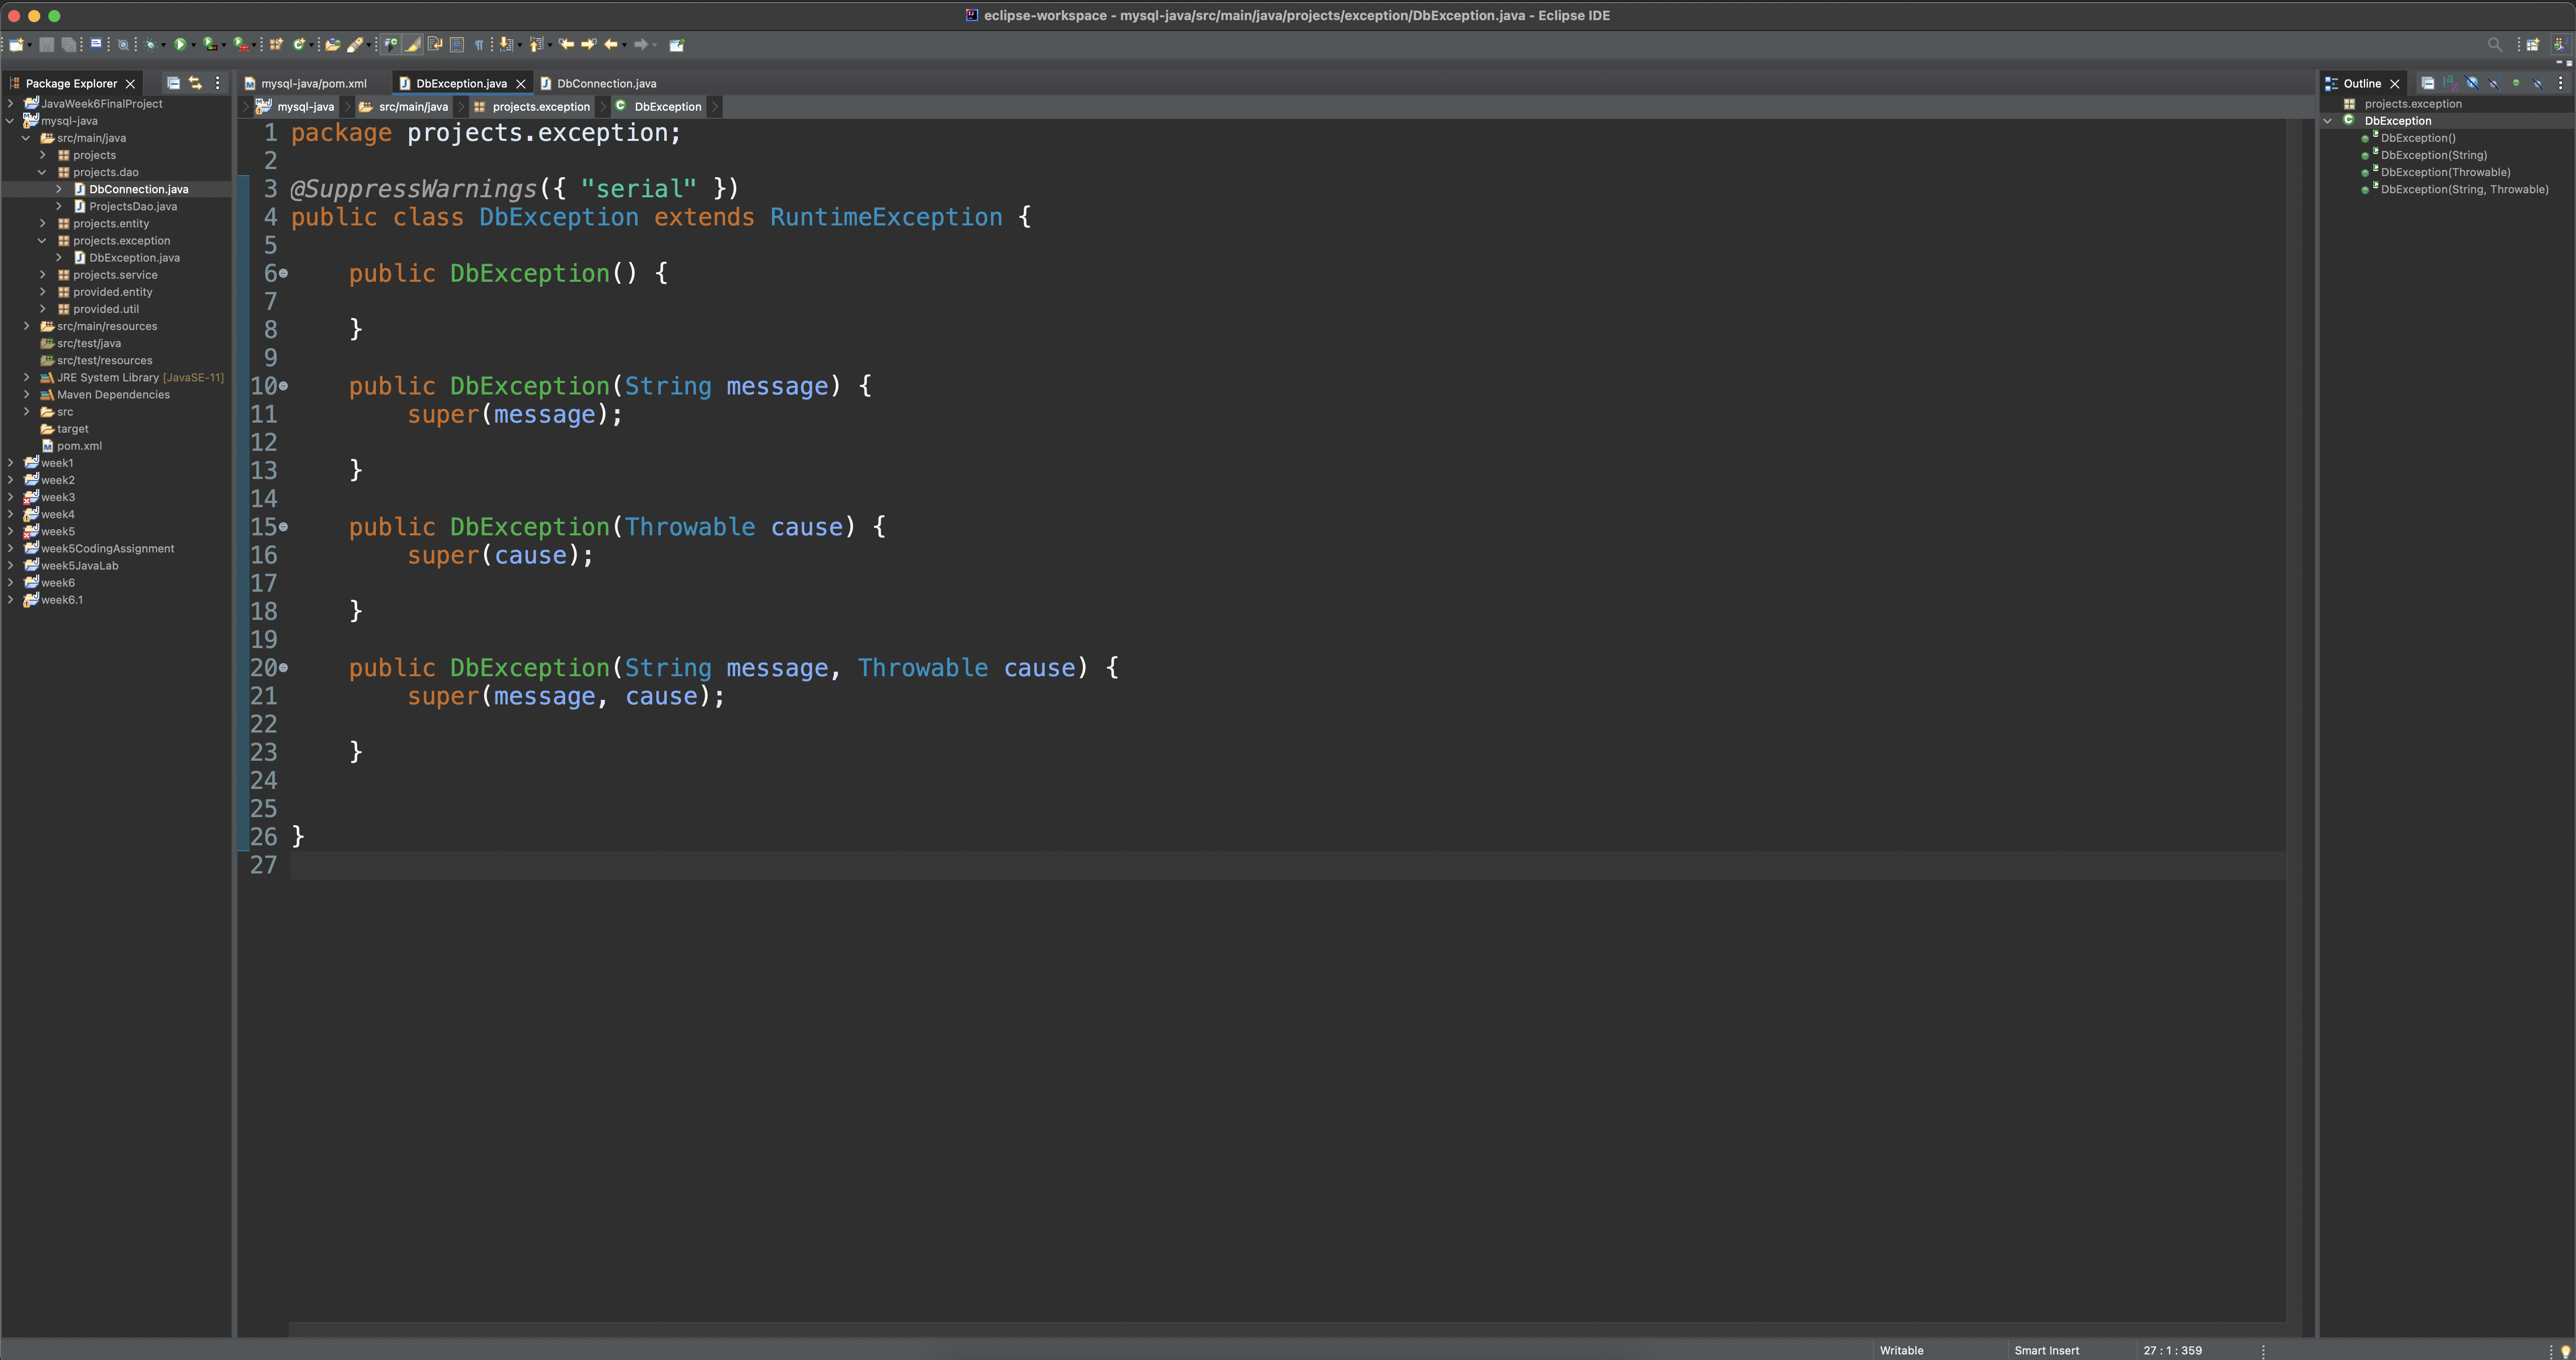 eclipse-workspace - mysql-java/src/main/java/projects/exception/DbException.java - Eclipse IDE
Package Explorer
JavaWeek6FinalProject
mysql-java
src/main/java
projects
projects.dao
DbConnection.java
ProjectsDao.java
projects.entity
projects.exception
DbException.java
projects.service
provided.entity
provided.util
src/main/resources
src/test/java
src/test/resources
JRE System Library [JavaSE-11]
Maven Dependencies
src
target
pom.xml
week1
week2
week3
week4
week5
week5CodingAssignment
week5JavaLab
week6
week6.1
mysql-java/pom.xml DbException.java DbConnection.java
mysql-java src/main/java projects.exception DbException
1 package projects.exception;
2
3 @SuppressWarnings({ "serial" })
4 public class DbException extends RuntimeException {
5
6 public DbException() {
7
8 }
9
10 public DbException(String message) {
11 super(message);
12
13 }
14
15 public DbException(Throwable cause) {
16 super(cause);
17
18 }
19
20 public DbException(String message, Throwable cause) {
21 super(message, cause);
22
23 }
24
25
26 }
27
Outline
projects.exception
DbException
DbException()
DbException(String)
DbException(Throwable)
DbException(String, Throwable)
Writable Smart Insert 27 : 1 : 359